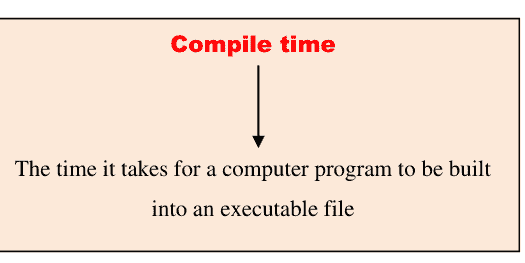 Compile time
The time it takes for a computer program to be built
into an executable file